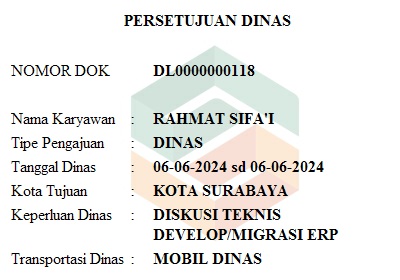 PERSETUJUAN DINAS
NOMOR DOK DL0000000118
Nama Karyawan : RAHMAT SIFA'I
Tipe Pengajuan : DINAS
Tanggal Dinas : 06-06-2024 sd 06-06-2024
Kota Tujuan : KOTA SURABAYA
Keperluan Dinas : DISKUSI TEKNIS
DEVELOP/MIGRASI ERP
Transportasi Dinas : MOBIL DINAS